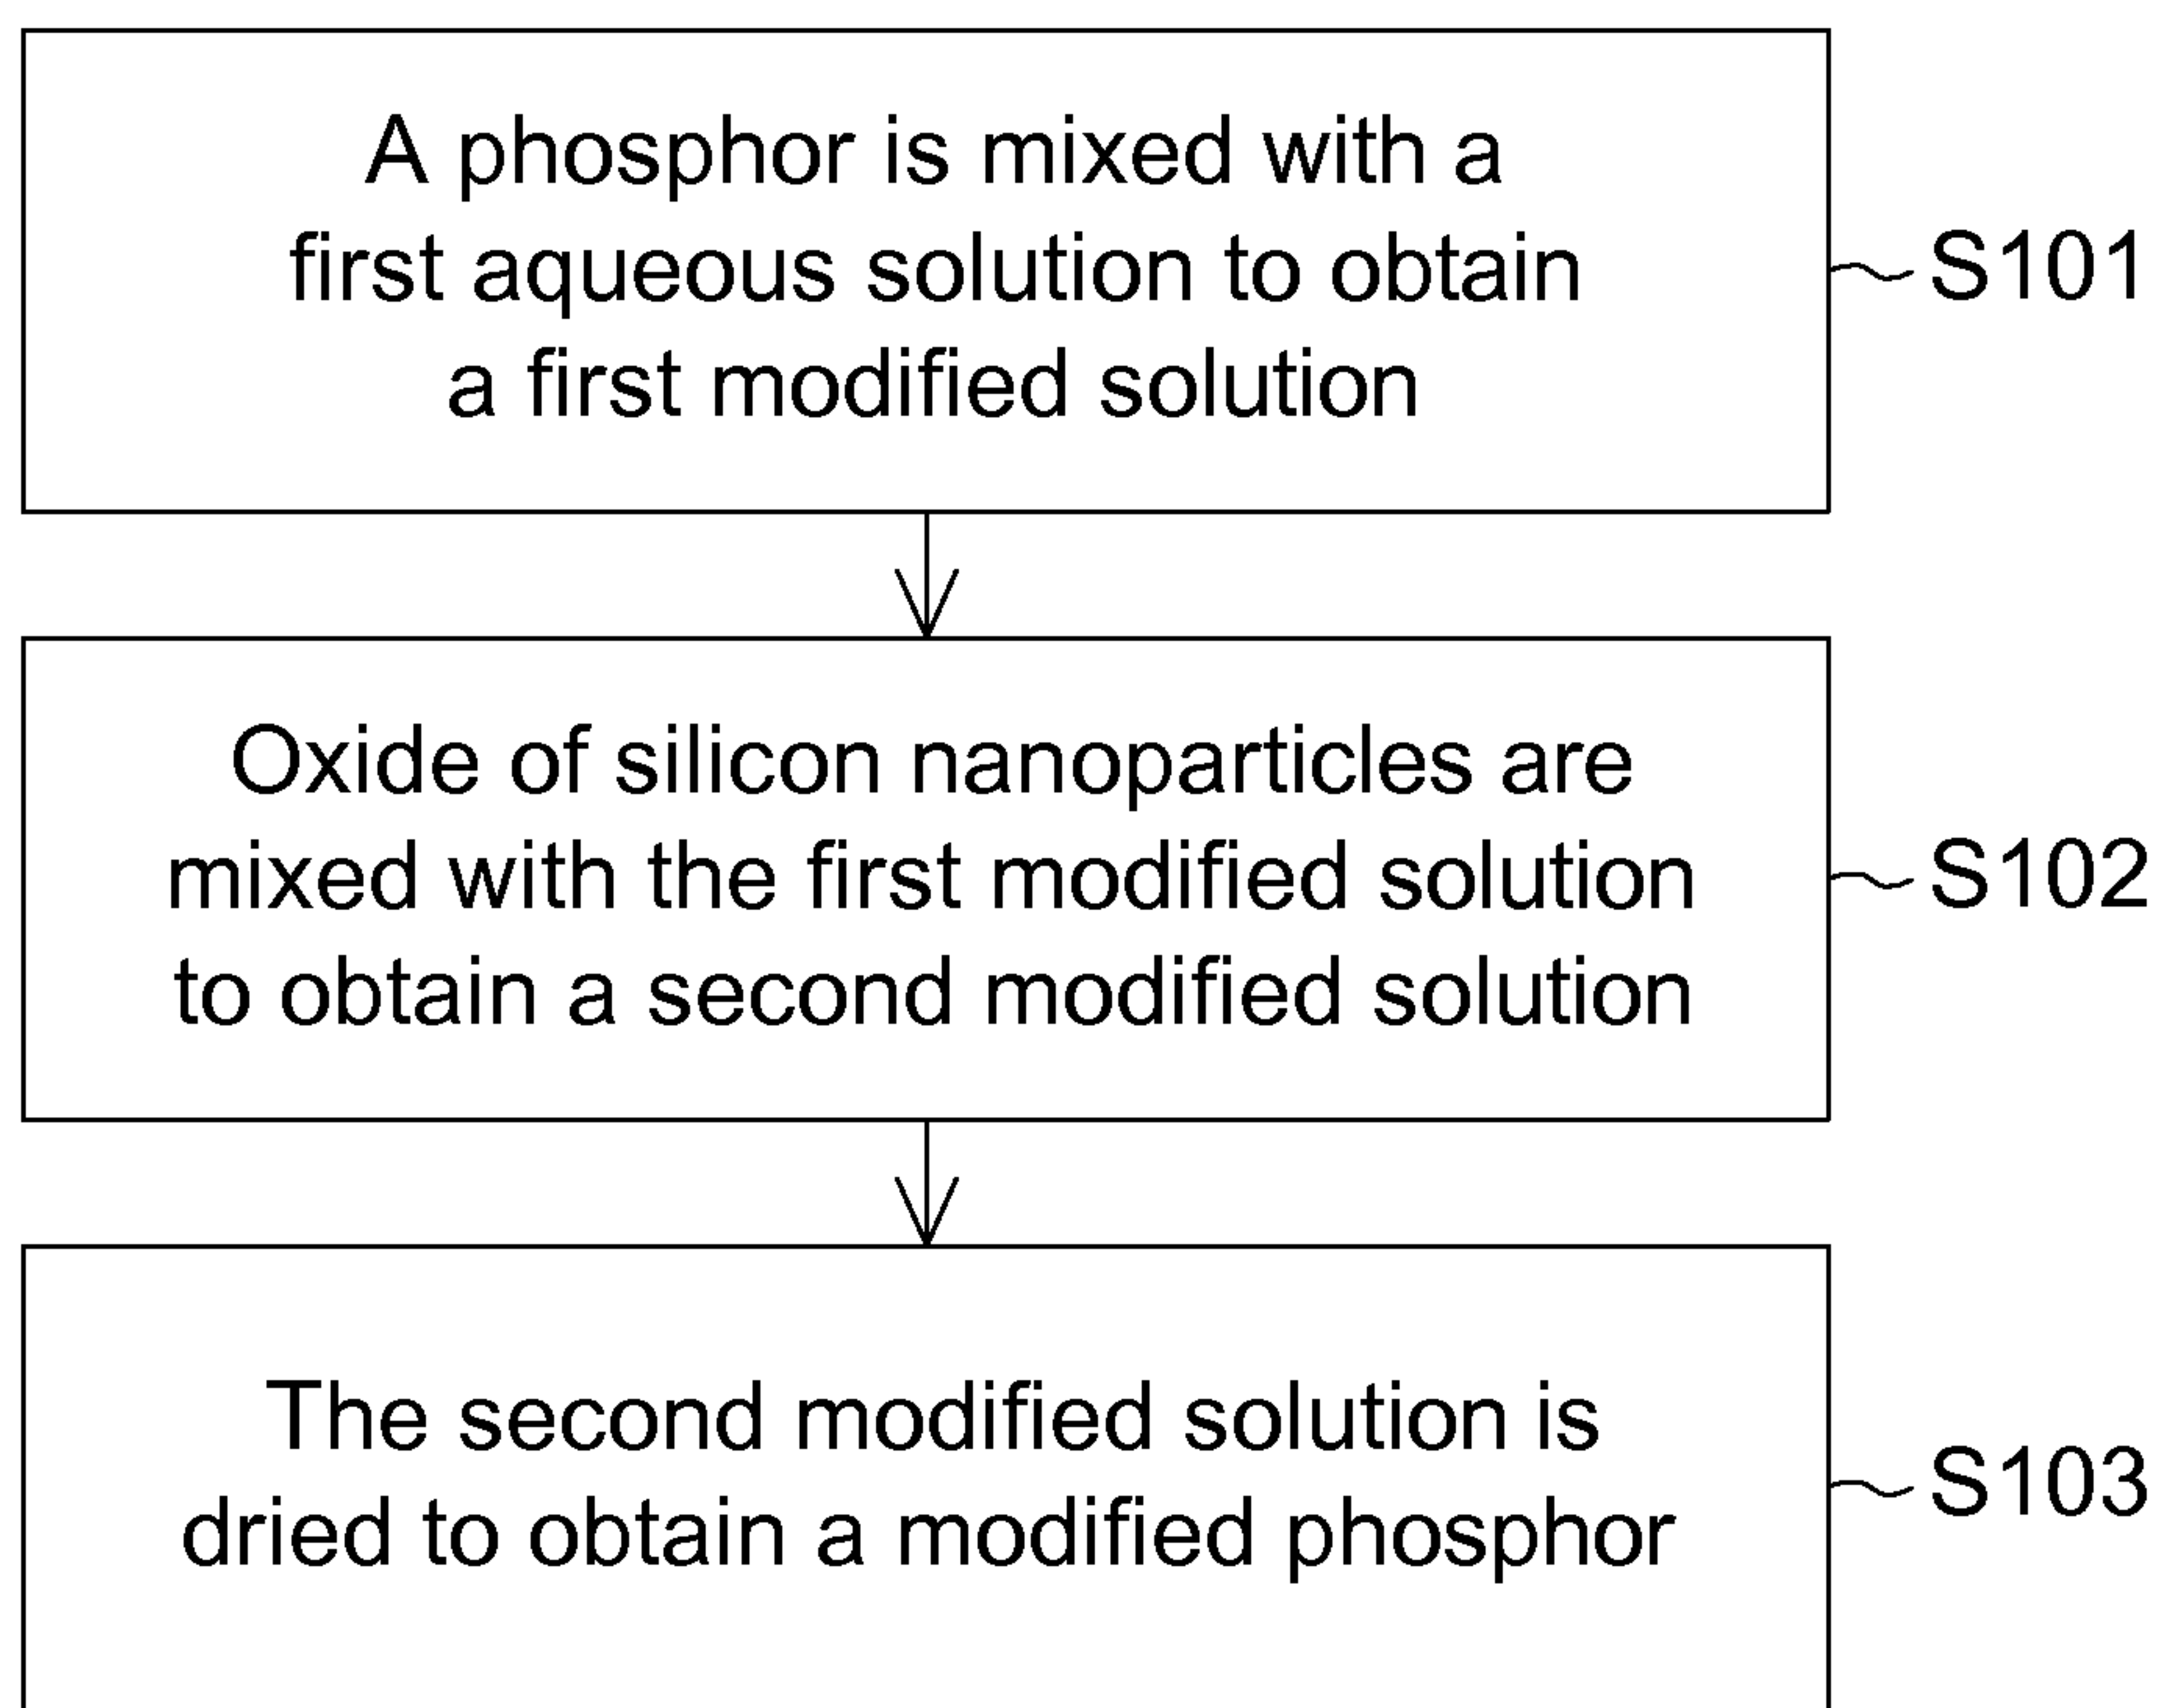 A phosphor is mixed with a
first aqueous solution to obtain
a first modified solution
S101
Oxide of silicon nanoparticles are
mixed with the first modified solution
to obtain a second modified solution
S102
The second modified solution is
dried to obtain a modified phosphor
S103